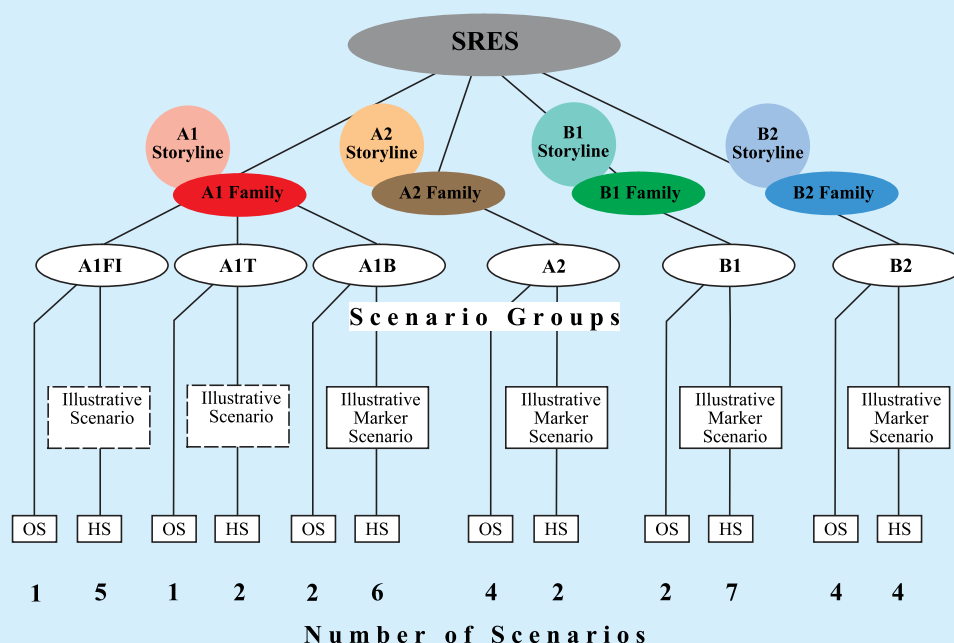 SRES
A1
Storyline
A2
Storyline
B1
Storyline
B2
Storyline
A1 Family
A2 Family
B1 Family
B2 Family
A1FI
A1T
A1B
A2
B1
B2
Scenario Groups
Illustrative
Scenario
Illustrative
Scenario
Illustrative
Marker
Scenario
Illustrative
Marker
Scenario
Illustrative
Marker
Scenario
Illustrative
Marker
Scenario
OS HS OS HS OS HS OS HS OS HS OS HS
1 5 1 2 2 6 4 2 2 7 4 4
Number of Scenarios